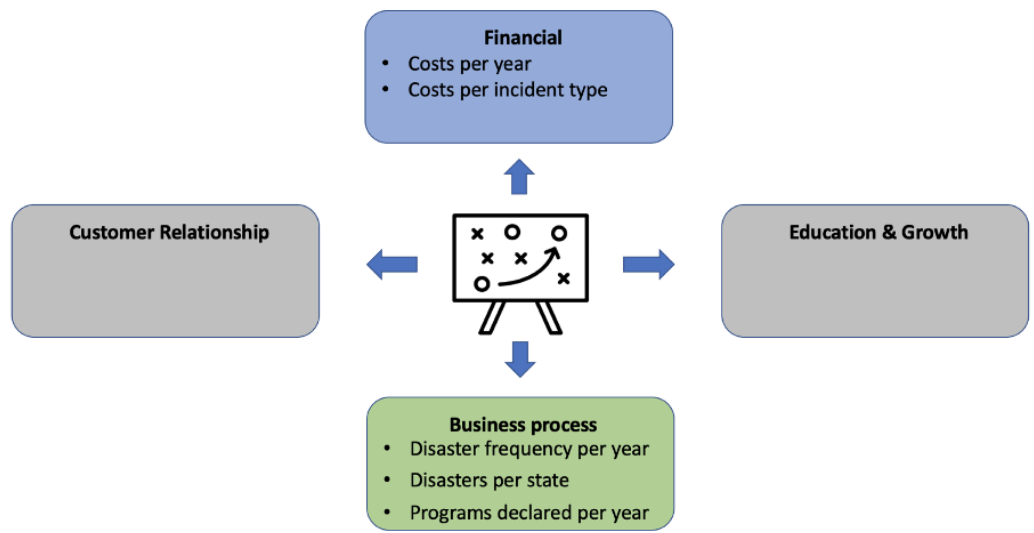 Financial
• Costs per year
• Costs per incident type
Customer Relationship
Education & Growth
Business process
• Disaster frequency per year
• Disasters per state
• Programs declared per year